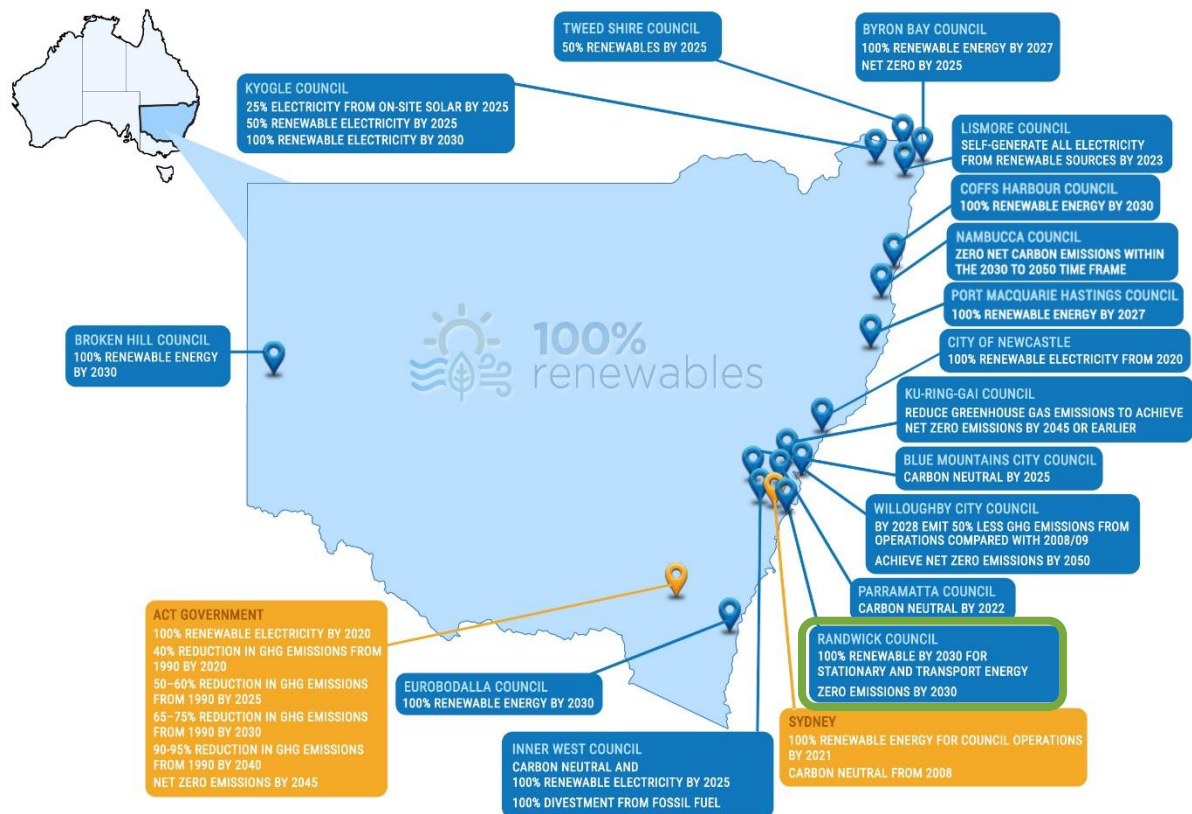 TWEED SHIRE COUNCIL
50% RENEWABLES BY 2025
BYRON BAY COUNCIL
100% RENEWABLE ENERGY BY 2027
NET ZERO BY 2025
KYOGLE COUNCIL
25% ELECTRICITY FROM ON-SITE SOLAR BY 2025
50% RENEWABLE ELECTRICITY BY 2025
100% RENEWABLE ELECTRICITY BY 2030
LISMORE COUNCIL
SELF-GENERATE ALL ELECTRICITY
FROM RENEWABLE SOURCES BY 2023
COFFS HARBOUR COUNCIL
100% RENEWABLE ENERGY BY 2030
NAMBUCCA COUNCIL
ZERO NET CARBON EMISSIONS WITHIN
THE 2030 TO 2050 TIME FRAME
PORT MACQUARIE HASTINGS COUNCIL
100% RENEWABLE ENERGY BY 2027
BROKEN HILL COUNCIL
100% RENEWABLE ENERGY
BY 2030
100%
renewables
CITY OF NEWCASTLE
100% RENEWABLE ELECTRICITY FROM 2020
KU-RING-GAI COUNCIL
REDUCE GREENHOUSE GAS EMISSIONS TO ACHIEVE
NET ZERO EMISSIONS BY 2045 OR EARLIER
BLUE MOUNTAINS CITY COUNCIL
CARBON NEUTRAL BY 2025
WILLOUGHBY CITY COUNCIL
BY 2028 EMIT 50% LESS GHG EMISSIONS FROM
OPERATIONS COMPARED WITH 2008/09
ACHIEVE NET ZERO EMISSIONS BY 2050
PARRAMATTA COUNCIL
CARBON NEUTRAL BY 2022
RANDWICK COUNCIL
100% RENEWABLE BY 2030 FOR
STATIONARY AND TRANSPORT ENERGY
ZERO EMISSIONS BY 2030
SYDNEY
100% RENEWABLE ENERGY FOR COUNCIL OPERATIONS
BY 2021
CARBON NEUTRAL FROM 2008
ACT GOVERNMENT
100% RENEWABLE ELECTRICITY BY 2020
40% REDUCTION IN GHG EMISSIONS FROM
1990 BY 2020
50–60% REDUCTION IN GHG EMISSIONS
FROM 1990 BY 2025
65–75% REDUCTION IN GHG EMISSIONS
FROM 1990 BY 2030
90-95% REDUCTION IN GHG EMISSIONS
FROM 1990 BY 2040
NET ZERO EMISSIONS BY 2045
EUROBODALLA COUNCIL
100% RENEWABLE ENERGY BY 2030
INNER WEST COUNCIL
CARBON NEUTRAL AND
100% RENEWABLE ELECTRICITY BY 2025
100% DIVESTMENT FROM FOSSIL FUEL